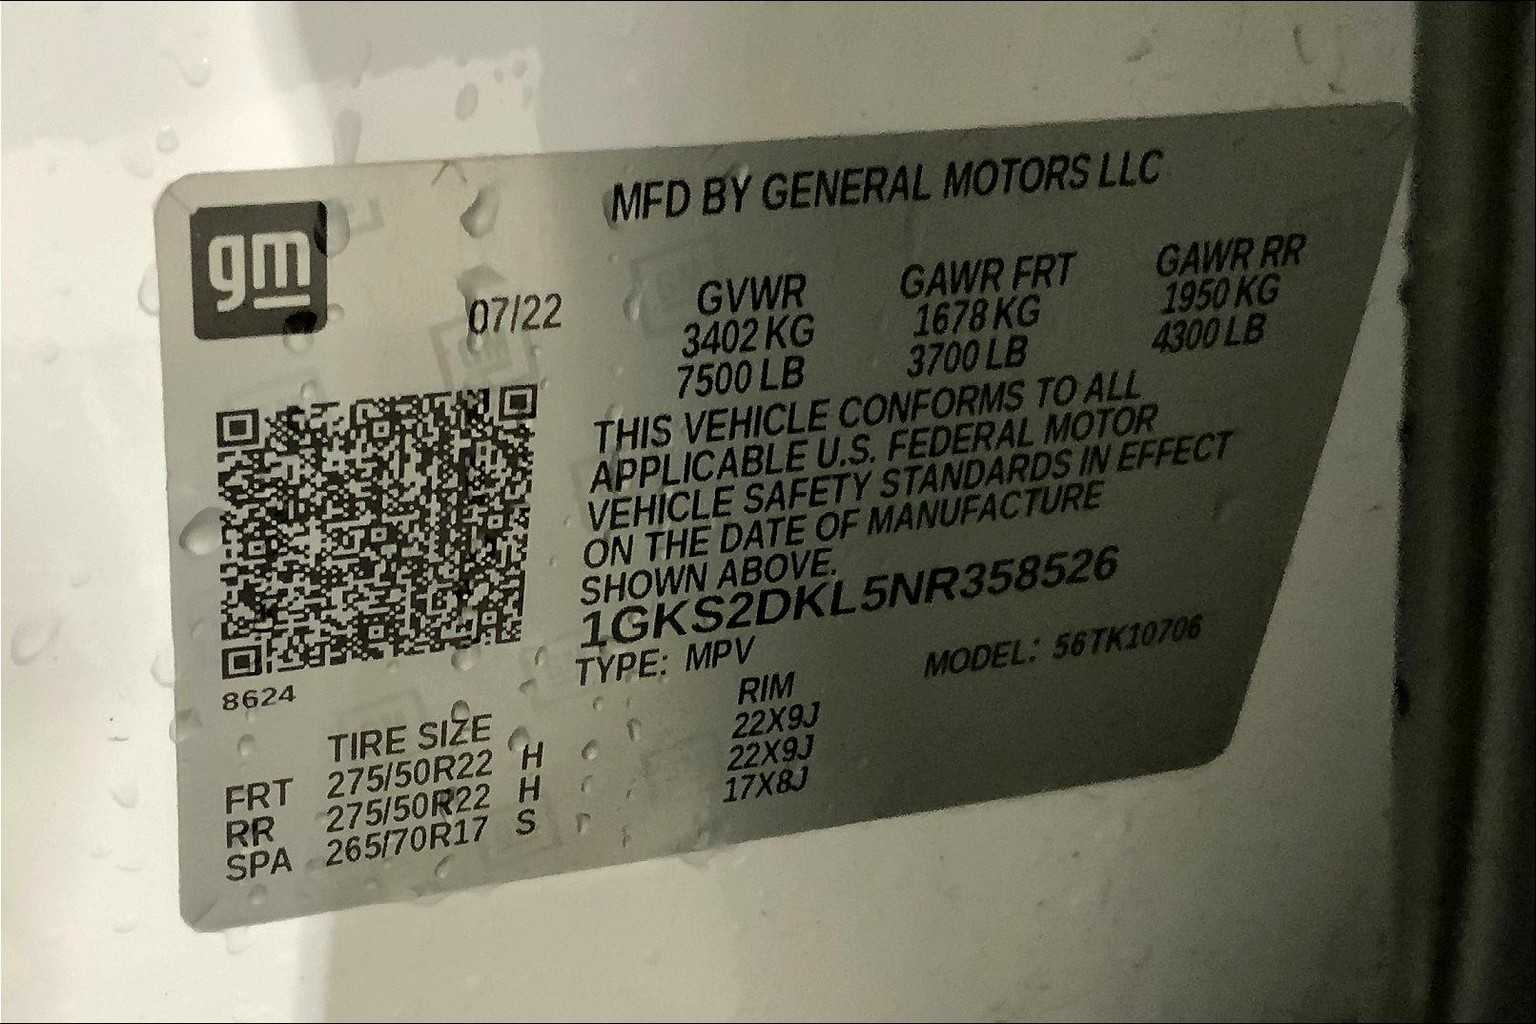 gm
MFD BY GENERAL MOTORS LLC
07/22
GVWR GAWR FRT GAWR RR
3402 KG 1678 KG 1950 KG
7500 LB 3700 LB 4300 LB
THIS VEHICLE CONFORMS TO ALL
APPLICABLE U.S. FEDERAL MOTOR
VEHICLE SAFETY STANDARDS IN EFFECT
ON THE DATE OF MANUFACTURE
SHOWN ABOVE.
1GKS2DKL5NR358526
TYPE: MPV MODEL: 56TK10706
8624
TIRE SIZE RIM
FRT 275/50R22 H 22X9J
RR 275/50R22 H 22X9J
SPA 265/70R17 S 17X8J